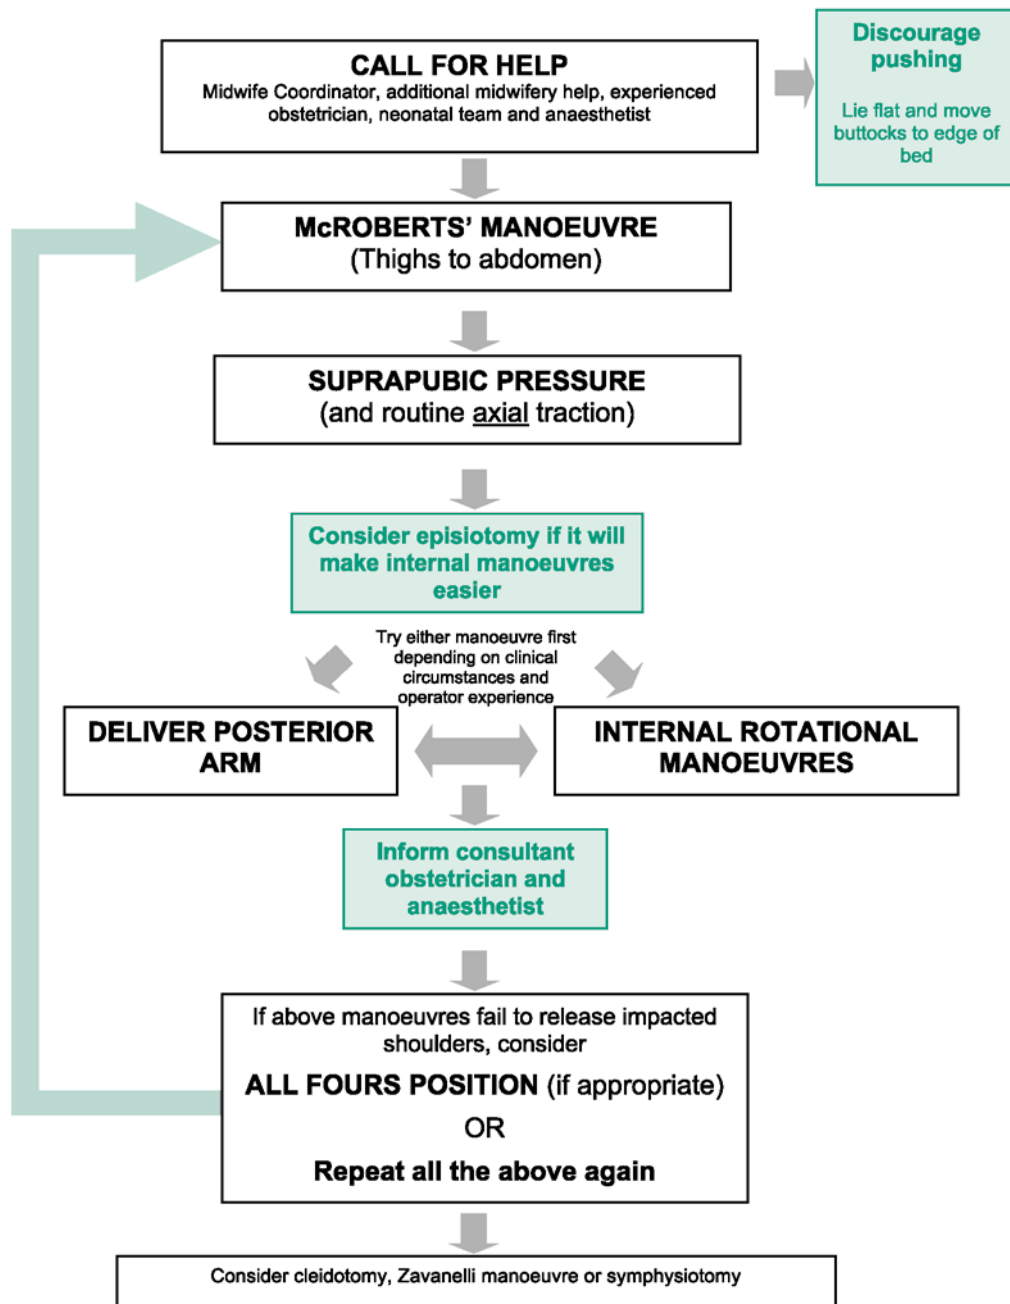 CALL FOR HELP
Midwife Coordinator, additional midwifery help, experienced
obstetrician, neonatal team and anaesthetist
Discourage
pushing
Lie flat and move
buttocks to edge of
bed
McROBERTS’ MANOEUVRE
(Thighs to abdomen)
SUPRAPUBIC PRESSURE
(and routine axial traction)
Consider episiotomy if it will
make internal manoeuvres
easier
Try either manoeuvre first
depending on clinical
circumstances and
operator experience
DELIVER POSTERIOR
ARM
INTERNAL ROTATIONAL
MANOEUVRES
Inform consultant
obstetrician and
anaesthetist
If above manoeuvres fail to release impacted
shoulders, consider
ALL FOURS POSITION (if appropriate)
OR
Repeat all the above again
Consider cleidotomy, Zavanelli manoeuvre or symphysiotomy